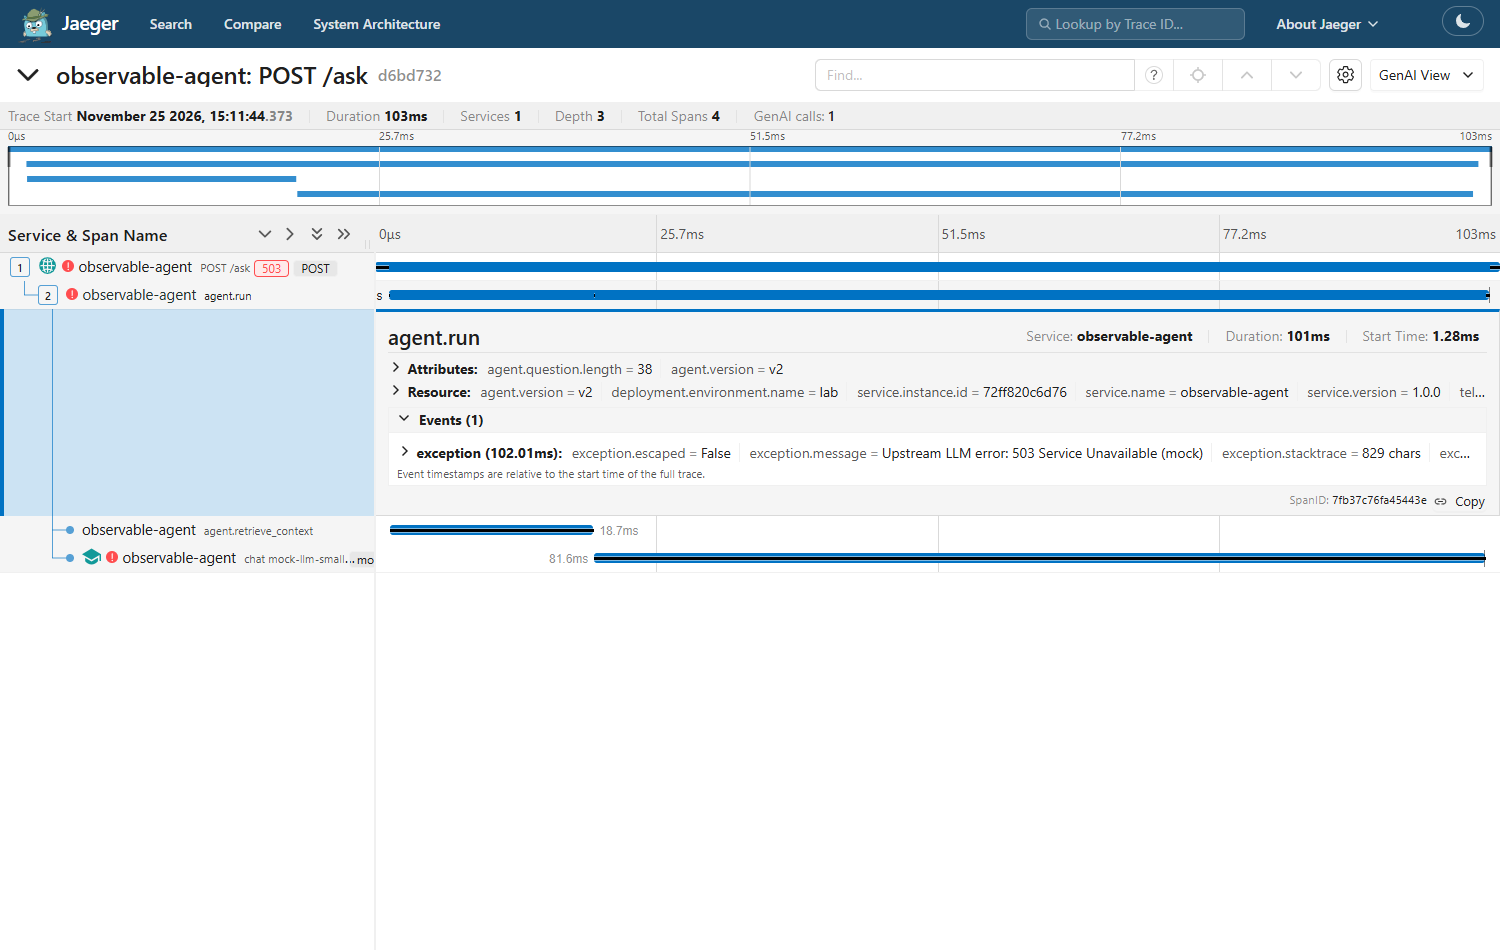 Jaeger Search Compare System Architecture Lookup by Trace ID... About Jaeger
observable-agent: POST /ask d6bd732 Find... ? GenAI View
Trace Start November 25 2026, 15:11:44.373 Duration 103ms Services 1 Depth 3 Total Spans 4 GenAI calls: 1
0μs 25.7ms 51.5ms 77.2ms 103ms
Service & Span Name 0μs 25.7ms 51.5ms 77.2ms 103ms
1 observable-agent POST /ask 503 POST
2 observable-agent agent.run s
agent.run Service: observable-agent Duration: 101ms Start Time: 1.28ms
Attributes: agent.question.length = 38 agent.version = v2
Resource: agent.version = v2 deployment.environment.name = lab service.instance.id = 72ff820c6d76 service.name = observable-agent service.version = 1.0.0 tel...
Events (1)
exception (102.01ms): exception.escaped = False exception.message = Upstream LLM error: 503 Service Unavailable (mock) exception.stacktrace = 829 chars exc...
Event timestamps are relative to the start time of the full trace.
SpanID: 7fb37c76fa45443e Copy
observable-agent agent.retrieve_context 18.7ms
observable-agent chat mock-llm-small... mo 81.6ms